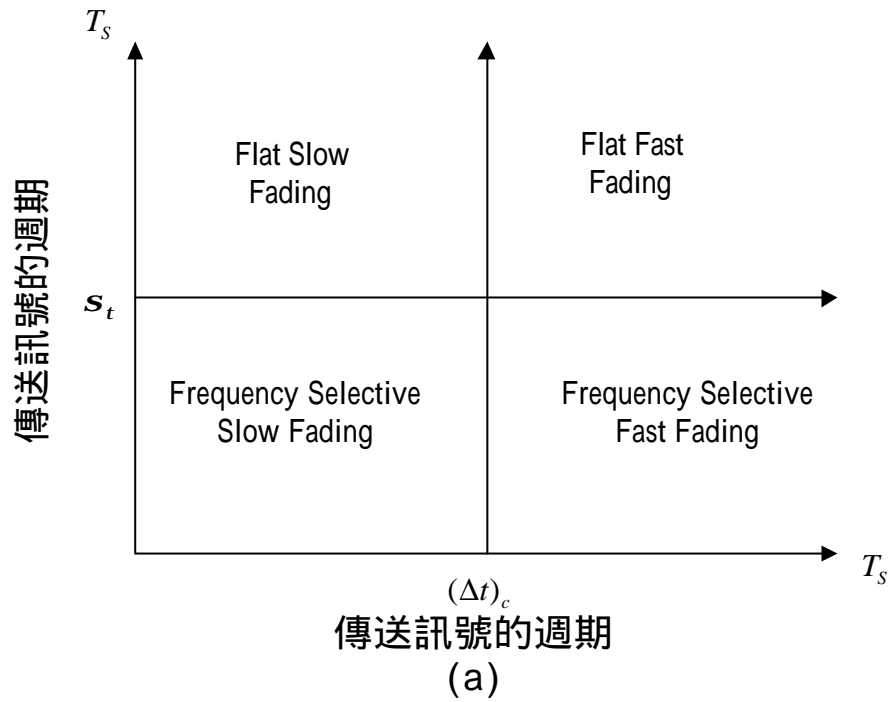 T_S
Flat Slow
Fading
Flat Fast
Fading
傳送訊號的週期
s_t
Frequency Selective
Slow Fading
Frequency Selective
Fast Fading
T_S
(Δt)_c
傳送訊號的週期
(a)